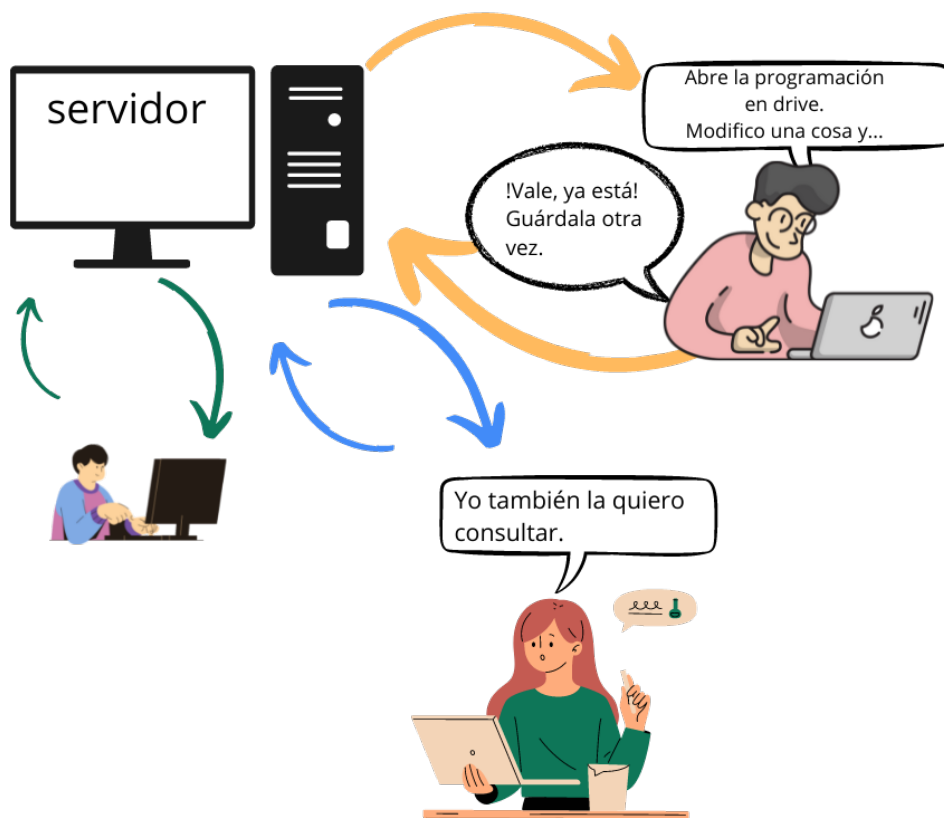 servidor
Abre la programación
en drive.
Modifico una cosa y...
!Vale, ya está!
Guárdala otra
vez.
Yo también la quiero
consultar.